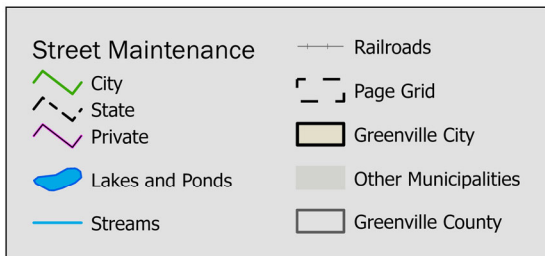 Street Maintenance
City
State
Private
Lakes and Ponds
Streams
Railroads
Page Grid
Greenville City
Other Municipalities
Greenville County